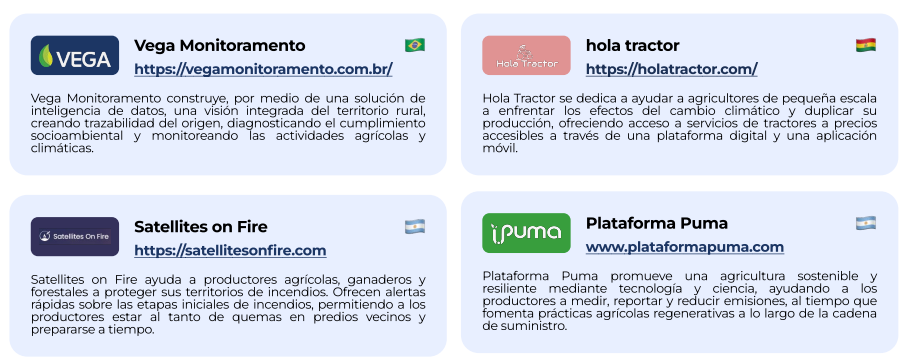 VEGA
Vega Monitoramento
https://vegamonitoramento.com.br/
Vega Monitoramento construye, por medio de una solución de
inteligencia de datos, una visión integrada del territorio rural,
creando trazabilidad del origen, diagnosticando el cumplimiento
socioambiental y monitoreando las actividades agrícolas y
climáticas.
Hola Tractor
hola tractor
https://holatractor.com/
Hola Tractor se dedica a ayudar a agricultores de pequeña escala
a enfrentar los efectos del cambio climático y duplicar su
producción, ofreciendo acceso a servicios de tractores a precios
accesibles a través de una plataforma digital y una aplicación
móvil.
Satellites On Fire
Satellites on Fire
https://satellitesonfire.com
Satellites on Fire ayuda a productores agrícolas, ganaderos y
forestales a proteger sus territorios de incendios. Ofrecen alertas
rápidas sobre las etapas iniciales de incendios, permitiendo a los
productores estar al tanto de quemas en predios vecinos y
prepararse a tiempo.
PUMA
Plataforma Puma
www.plataformapuma.com
Plataforma Puma promueve una agricultura sostenible y
resiliente mediante tecnología y ciencia, ayudando a los
productores a medir, reportar y reducir emisiones, al tiempo que
fomenta prácticas agrícolas regenerativas a lo largo de la cadena
de suministro.